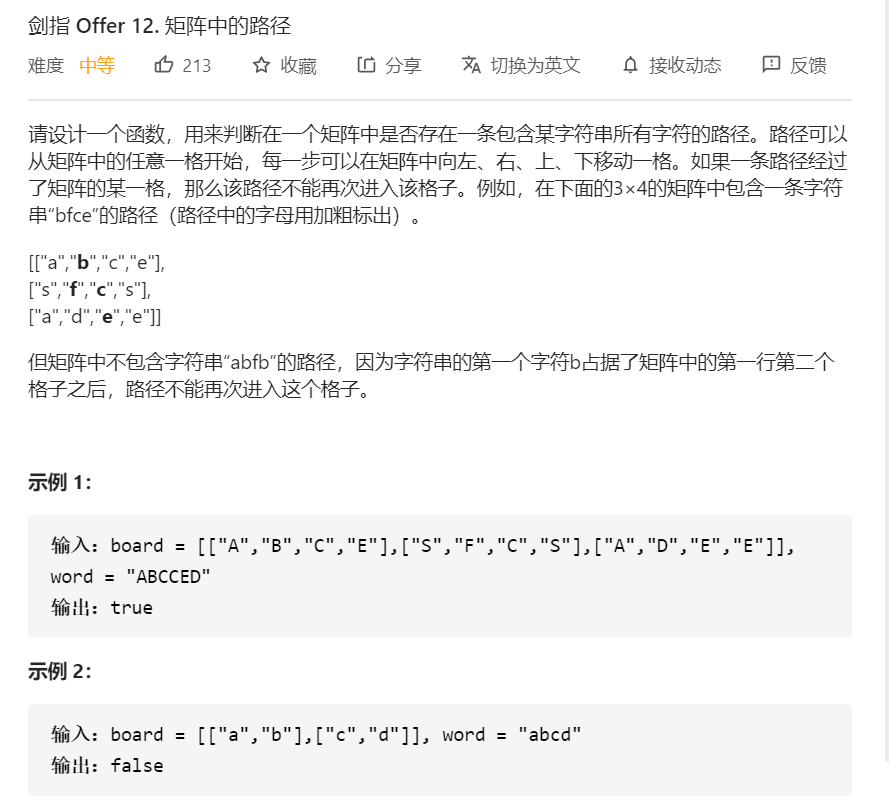 剑指 Offer 12. 矩阵中的路径
难度 中等 213 收藏 分享 切换为英文 接收动态 反馈
请设计一个函数，用来判断在一个矩阵中是否存在一条包含某字符串所有字符的路径。路径可以
从矩阵中的任意一格开始，每一步可以在矩阵中向左、右、上、下移动一格。如果一条路径经过
了矩阵的某一格，那么该路径不能再次进入该格子。例如，在下面的3×4的矩阵中包含一条字符
串“bfce”的路径（路径中的字母用加粗标出）。
[["a","b","c","e"],
["s","f","c","s"],
["a","d","e","e"]]
但矩阵中不包含字符串“abfb”的路径，因为字符串的第一个字符b占据了矩阵中的第一行第二个
格子之后，路径不能再次进入这个格子。
示例 1：
输入：board = [["A","B","C","E"],["S","F","C","S"],["A","D","E","E"]],
word = "ABCCED"
输出：true
示例 2：
输入：board = [["a","b"],["c","d"]], word = "abcd"
输出：false